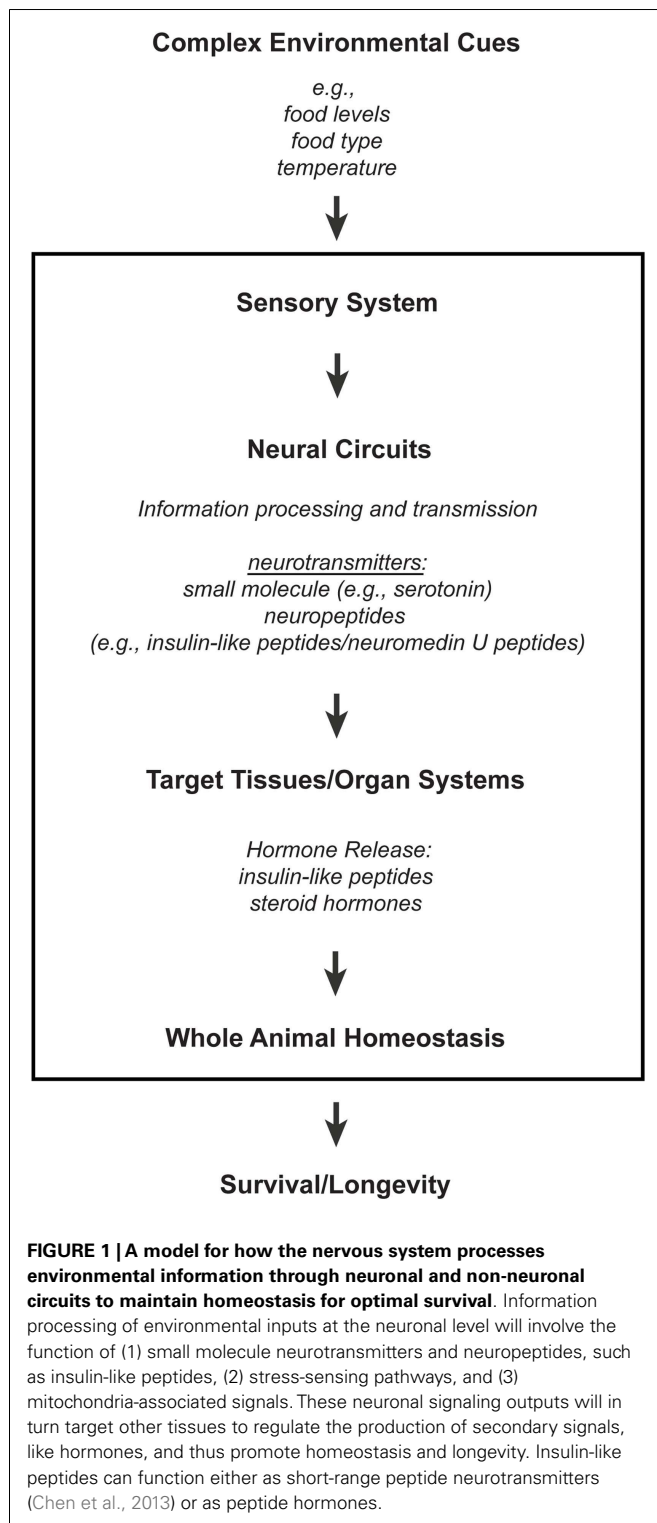 Complex Environmental Cues
e.g.,
food levels
food type
temperature
Sensory System
Neural Circuits
Information processing and transmission
neurotransmitters:
small molecule (e.g., serotonin)
neuropeptides
(e.g., insulin-like peptides/neuromedin U peptides)
Target Tissues/Organ Systems
Hormone Release:
insulin-like peptides
steroid hormones
Whole Animal Homeostasis
Survival/Longevity
FIGURE 1 | A model for how the nervous system processes
environmental information through neuronal and non-neuronal
circuits to maintain homeostasis for optimal survival. Information
processing of environmental inputs at the neuronal level will involve the
function of (1) small molecule neurotransmitters and neuropeptides, such
as insulin-like peptides, (2) stress-sensing pathways, and (3)
mitochondria-associated signals. These neuronal signaling outputs will in
turn target other tissues to regulate the production of secondary signals,
like hormones, and thus promote homeostasis and longevity. Insulin-like
peptides can function either as short-range peptide neurotransmitters
(Chen et al., 2013) or as peptide hormones.